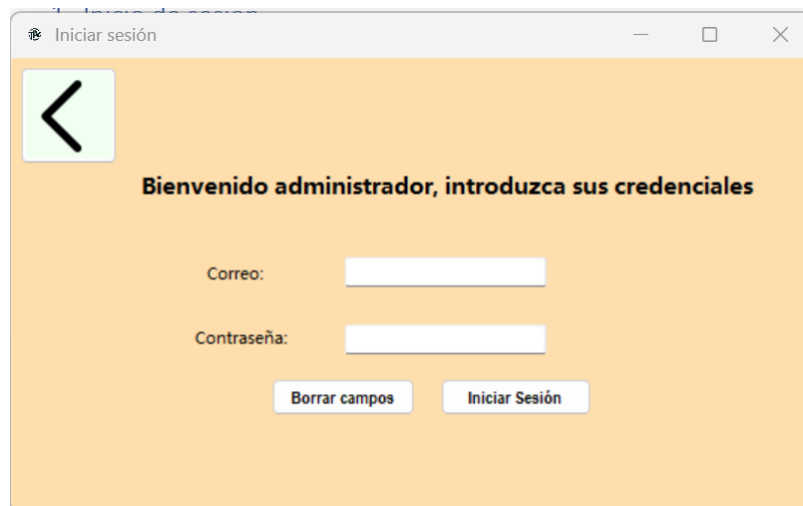 Iniciar sesión
Bienvenido administrador, introduzca sus credenciales
Correo:
Contraseña:
Borrar campos
Iniciar Sesión